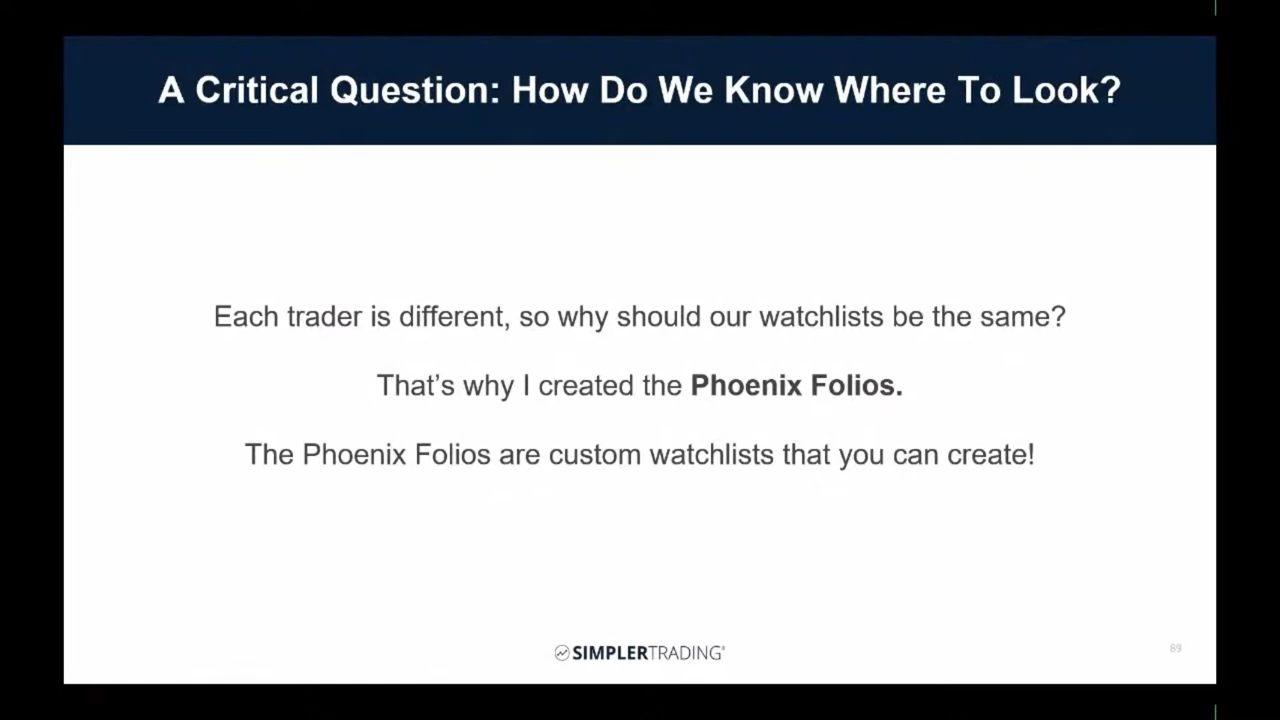 A Critical Question: How Do We Know Where To Look?
Each trader is different, so why should our watchlists be the same?
That’s why I created the Phoenix Folios.
The Phoenix Folios are custom watchlists that you can create!
SIMPLERTRADING®
89